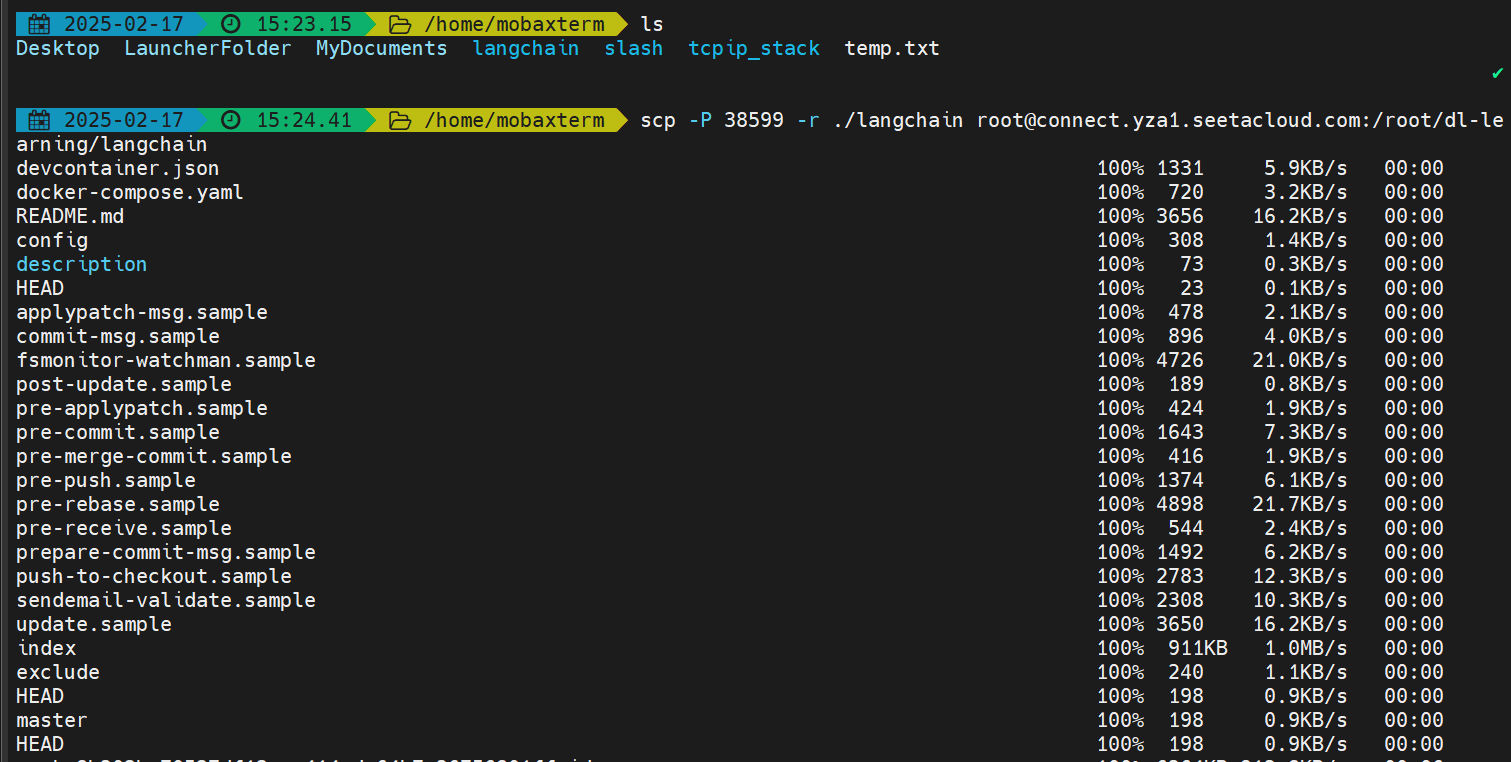 2025-02-17 15:23.15 /home/mobaxterm ls
Desktop LauncherFolder MyDocuments langchain slash tcpip_stack temp.txt
✔
2025-02-17 15:24.41 /home/mobaxterm scp -P 38599 -r ./langchain root@connect.yza1.seetacloud.com:/root/dl-le
arning/langchain
devcontainer.json 100% 1331 5.9KB/s 00:00
docker-compose.yaml 100% 720 3.2KB/s 00:00
README.md 100% 3656 16.2KB/s 00:00
config 100% 308 1.4KB/s 00:00
description 100% 73 0.3KB/s 00:00
HEAD 100% 23 0.1KB/s 00:00
applypatch-msg.sample 100% 478 2.1KB/s 00:00
commit-msg.sample 100% 896 4.0KB/s 00:00
fsmonitor-watchman.sample 100% 4726 21.0KB/s 00:00
post-update.sample 100% 189 0.8KB/s 00:00
pre-applypatch.sample 100% 424 1.9KB/s 00:00
pre-commit.sample 100% 1643 7.3KB/s 00:00
pre-merge-commit.sample 100% 416 1.9KB/s 00:00
pre-push.sample 100% 1374 6.1KB/s 00:00
pre-rebase.sample 100% 4898 21.7KB/s 00:00
pre-receive.sample 100% 544 2.4KB/s 00:00
prepare-commit-msg.sample 100% 1492 6.2KB/s 00:00
push-to-checkout.sample 100% 2783 12.3KB/s 00:00
sendemail-validate.sample 100% 2308 10.3KB/s 00:00
update.sample 100% 3650 16.2KB/s 00:00
index 100% 911KB 1.0MB/s 00:00
exclude 100% 240 1.1KB/s 00:00
HEAD 100% 198 0.9KB/s 00:00
master 100% 198 0.9KB/s 00:00
HEAD 100% 198 0.9KB/s 00:00